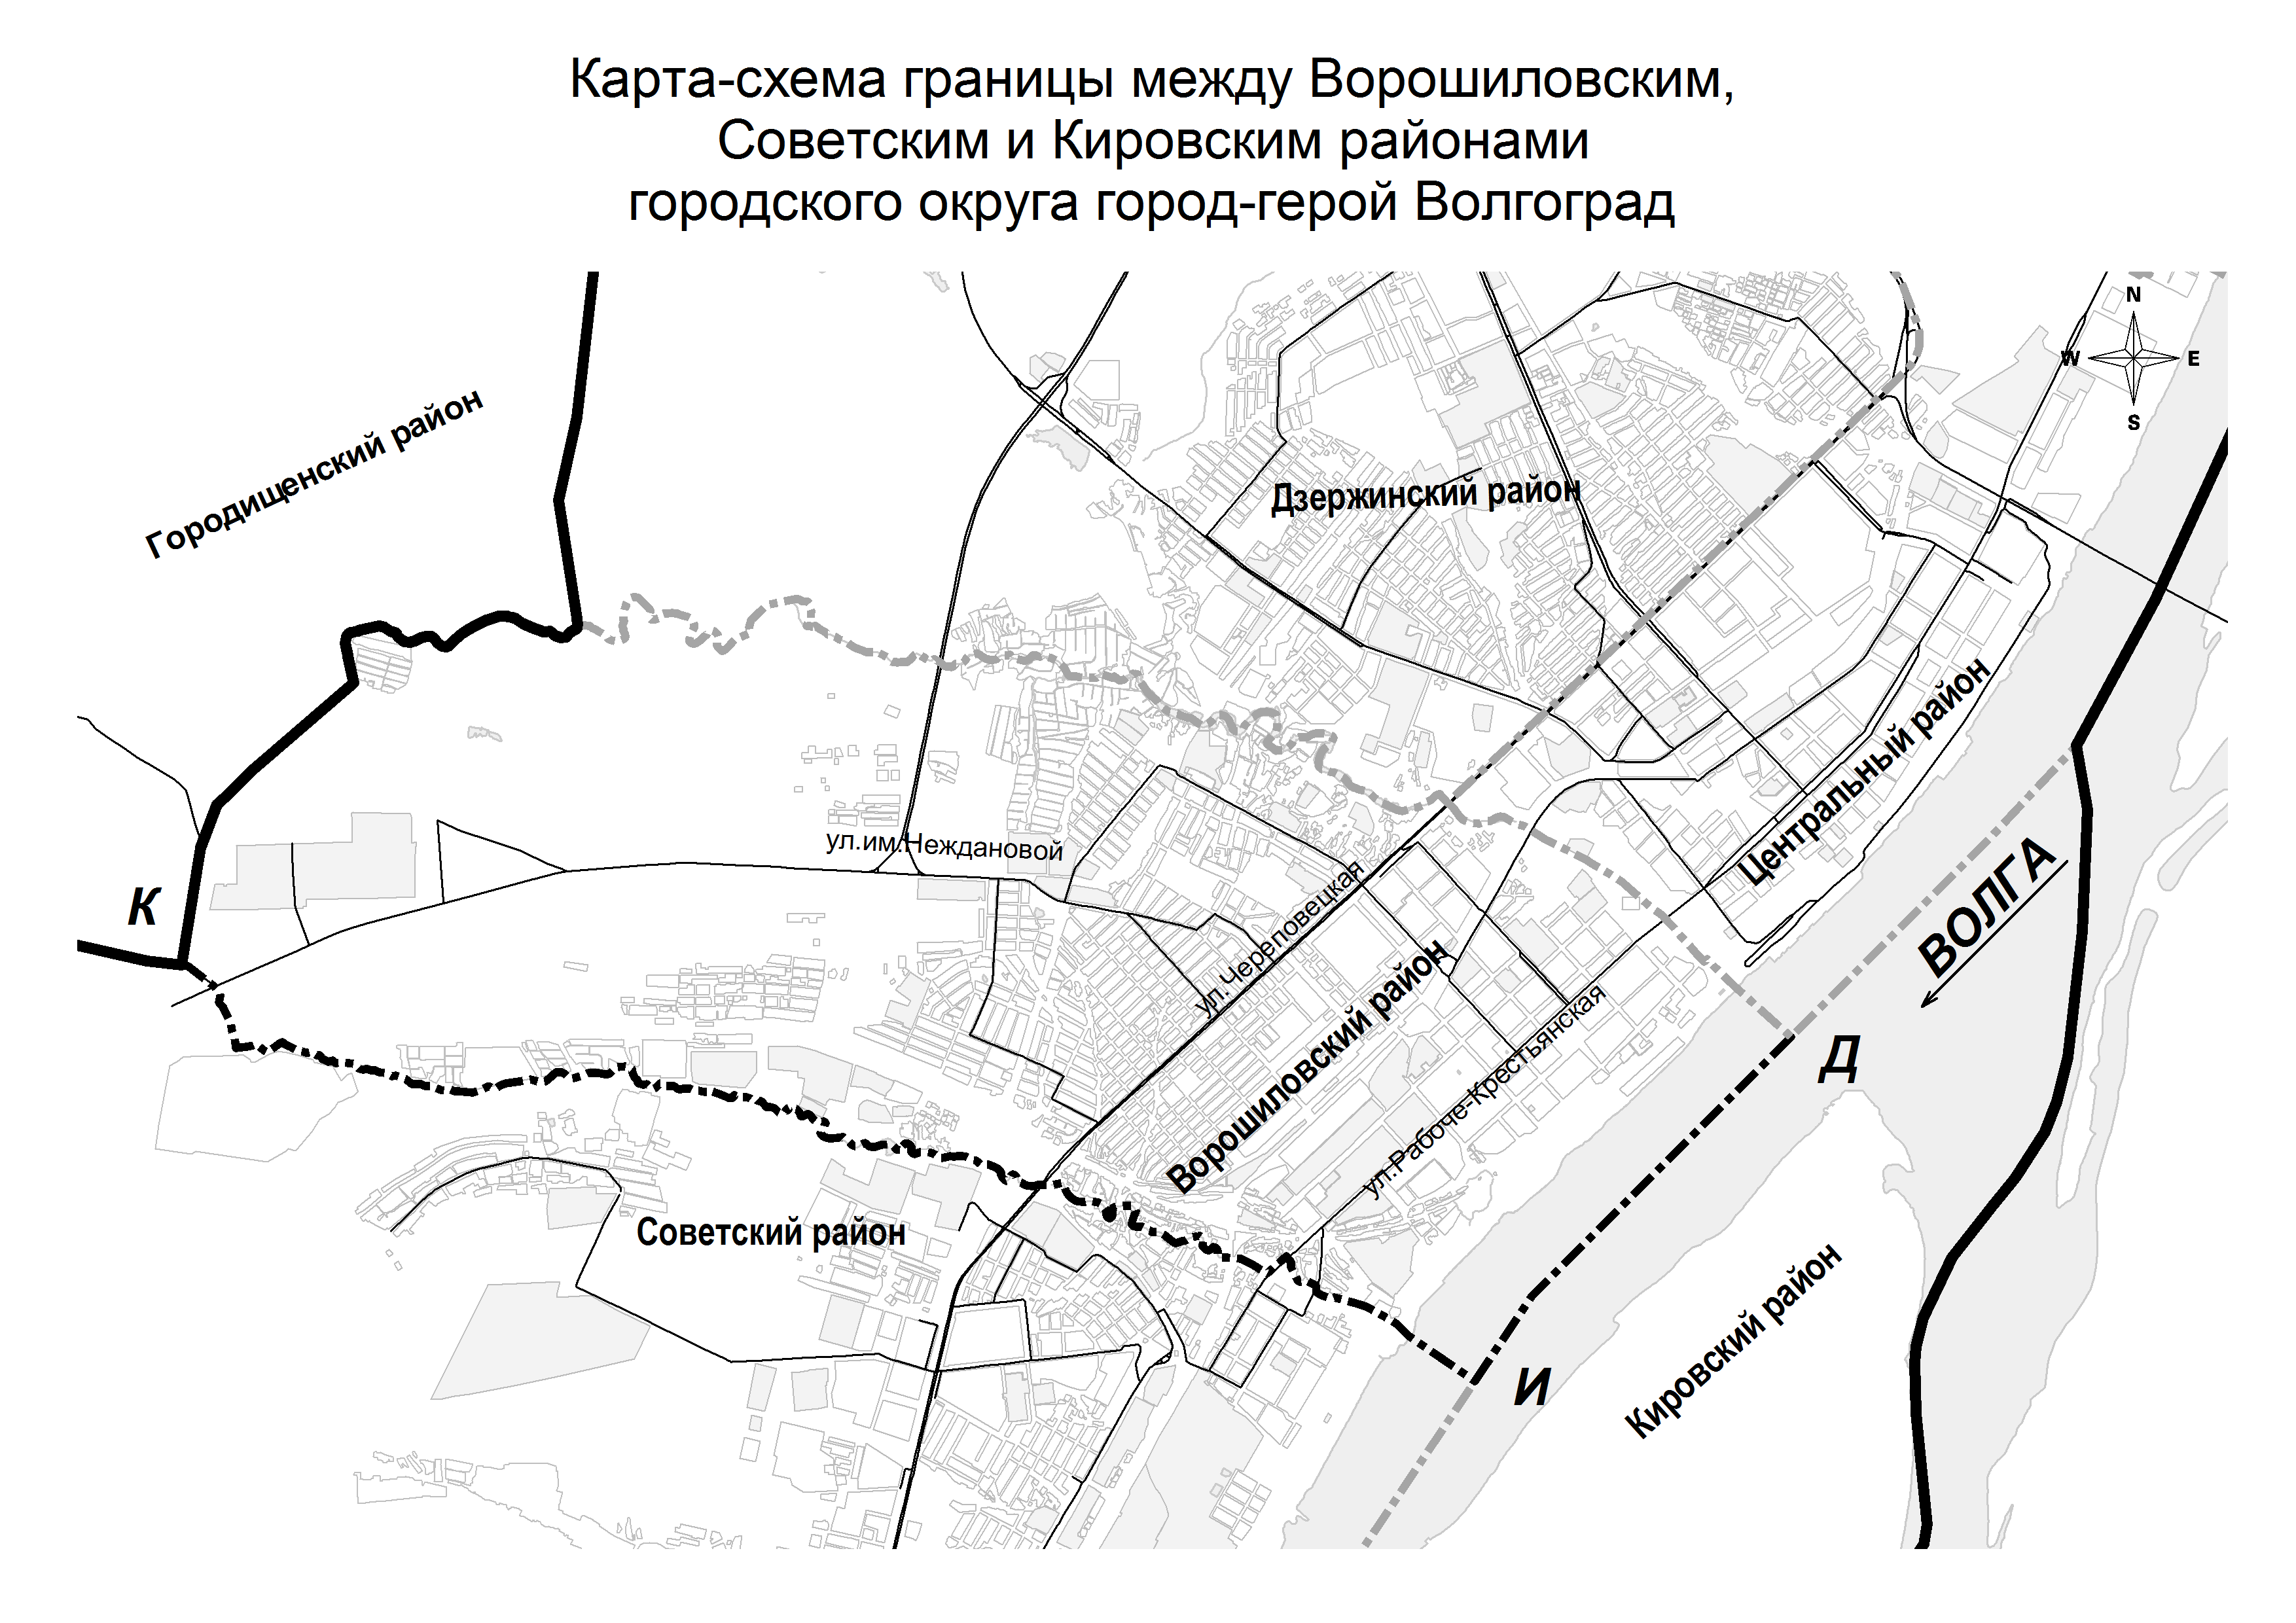 Карта-схема границы между Ворошиловским,
Советским и Кировским районами
городского округа город-герой Волгоград
N
W
E
S
Городищенский район
Дзержинский район
Центральный район
ул.им.Неждановой
К
ул.Череповецкая
ВОЛГА
Ворошиловский район
ул.Рабоче-Крестьянская
Д
Советский район
Кировский район
И